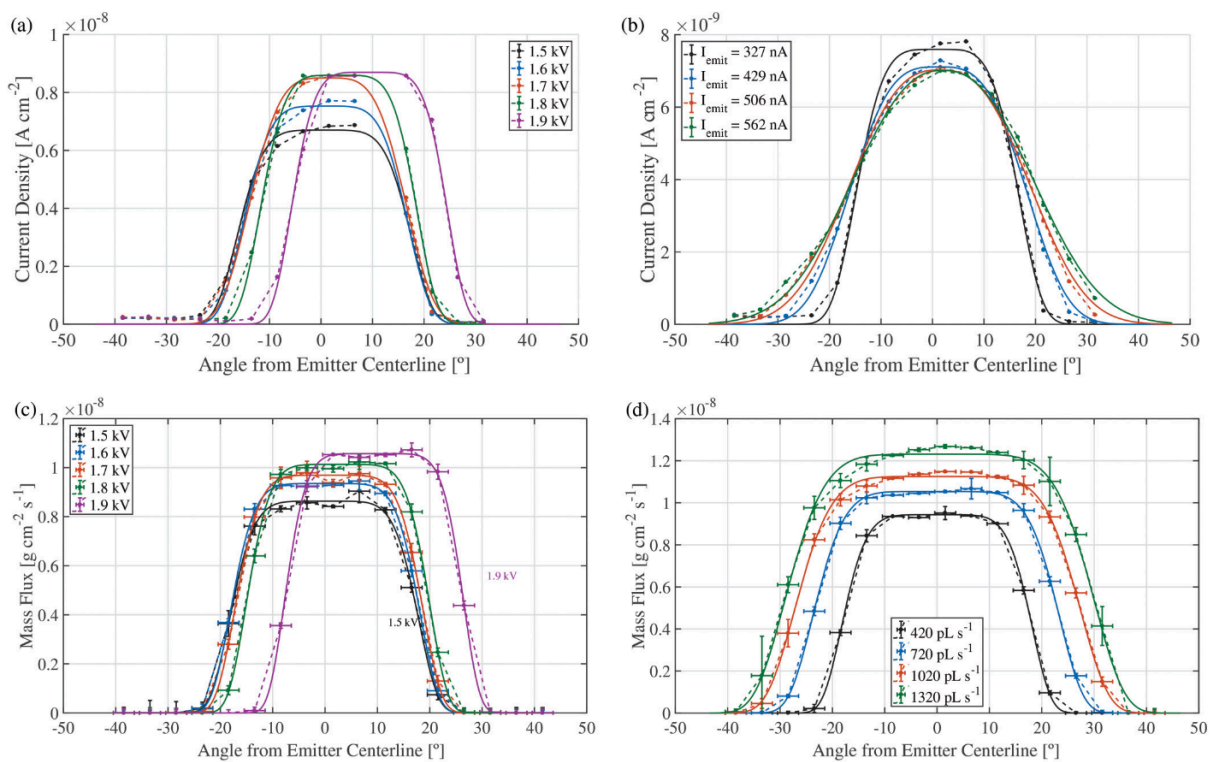 (a)
×10⁻⁸
1
0.8
0.6
0.4
0.2
0
Current Density [A cm⁻²]
-50 -40 -30 -20 -10 0 10 20 30 40 50
Angle from Emitter Centerline [º]
1.5 kV
1.6 kV
1.7 kV
1.8 kV
1.9 kV
(b)
×10⁻⁹
8
6
4
2
0
Current Density [A cm⁻²]
-50 -40 -30 -20 -10 0 10 20 30 40 50
Angle from Emitter Centerline [º]
I_emit = 327 nA
I_emit = 429 nA
I_emit = 506 nA
I_emit = 562 nA
(c)
×10⁻⁸
1.2
1
0.8
0.6
0.4
0.2
0
Mass Flux [g cm⁻² s⁻¹]
-50 -40 -30 -20 -10 0 10 20 30 40 50
Angle from Emitter Centerline [º]
1.5 kV
1.6 kV
1.7 kV
1.8 kV
1.9 kV
1.9 kV
1.5 kV
(d)
×10⁻⁸
1.4
1.2
1
0.8
0.6
0.4
0.2
0
Mass Flux [g cm⁻² s⁻¹]
-50 -40 -30 -20 -10 0 10 20 30 40 50
Angle from Emitter Centerline [º]
420 pL s⁻¹
720 pL s⁻¹
1020 pL s⁻¹
1320 pL s⁻¹